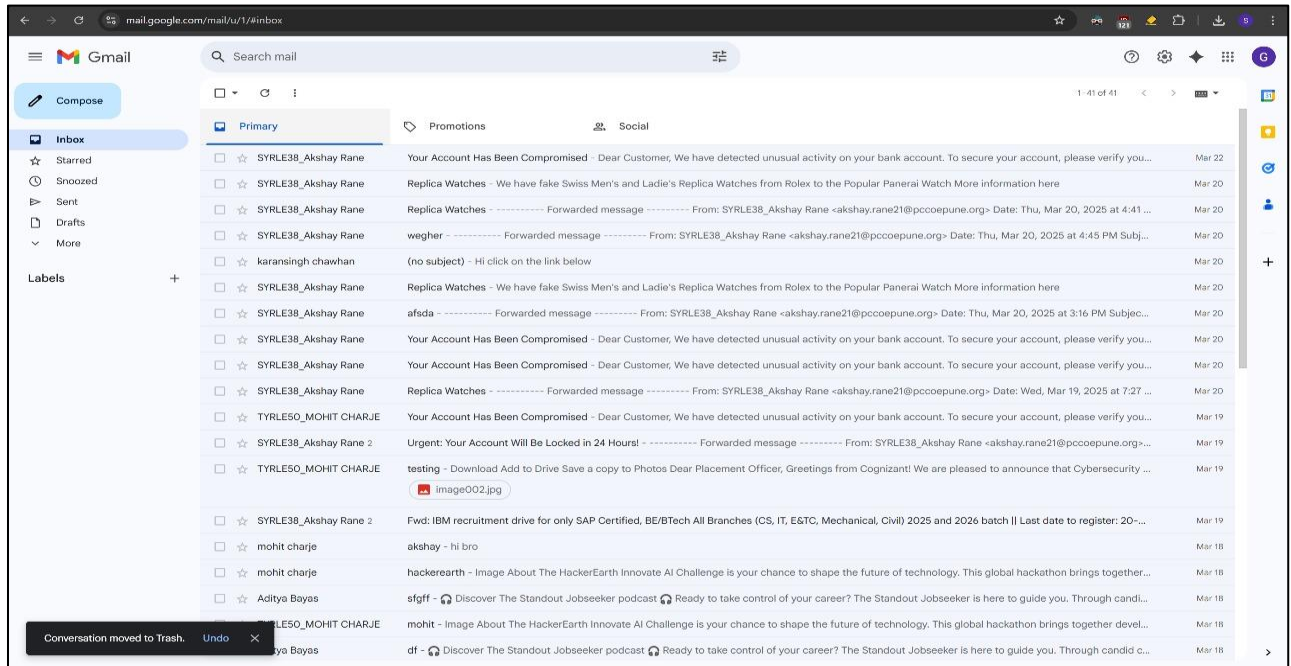 mail.google.com/mail/u/1/#inbox
121
S
Gmail
Search mail
G
Compose
1–41 of 41
31
Primary
Promotions
Social
Inbox
Starred
Snoozed
Sent
Drafts
More
Labels
SYRLE38_Akshay Rane Your Account Has Been Compromised - Dear Customer, We have detected unusual activity on your bank account. To secure your account, please verify you... Mar 22
SYRLE38_Akshay Rane Replica Watches - We have fake Swiss Men's and Ladie's Replica Watches from Rolex to the Popular Panerai Watch More information here Mar 20
SYRLE38_Akshay Rane Replica Watches - ---------- Forwarded message --------- From: SYRLE38_Akshay Rane <akshay.rane21@pccoepune.org> Date: Thu, Mar 20, 2025 at 4:41 ... Mar 20
SYRLE38_Akshay Rane wegher - ---------- Forwarded message --------- From: SYRLE38_Akshay Rane <akshay.rane21@pccoepune.org> Date: Thu, Mar 20, 2025 at 4:45 PM Subj... Mar 20
karansingh chawhan (no subject) - Hi click on the link below Mar 20
SYRLE38_Akshay Rane Replica Watches - We have fake Swiss Men's and Ladie's Replica Watches from Rolex to the Popular Panerai Watch More information here Mar 20
SYRLE38_Akshay Rane afsda - ---------- Forwarded message --------- From: SYRLE38_Akshay Rane <akshay.rane21@pccoepune.org> Date: Thu, Mar 20, 2025 at 3:16 PM Subjec... Mar 20
SYRLE38_Akshay Rane Your Account Has Been Compromised - Dear Customer, We have detected unusual activity on your bank account. To secure your account, please verify you... Mar 20
SYRLE38_Akshay Rane Your Account Has Been Compromised - Dear Customer, We have detected unusual activity on your bank account. To secure your account, please verify you... Mar 20
SYRLE38_Akshay Rane Replica Watches - ---------- Forwarded message --------- From: SYRLE38_Akshay Rane <akshay.rane21@pccoepune.org> Date: Wed, Mar 19, 2025 at 7:27 ... Mar 20
TYRLE50_MOHIT CHARJE Your Account Has Been Compromised - Dear Customer, We have detected unusual activity on your bank account. To secure your account, please verify you... Mar 19
SYRLE38_Akshay Rane 2 Urgent: Your Account Will Be Locked in 24 Hours! - ---------- Forwarded message --------- From: SYRLE38_Akshay Rane <akshay.rane21@pccoepune.org>... Mar 19
TYRLE50_MOHIT CHARJE testing - Download Add to Drive Save a copy to Photos Dear Placement Officer, Greetings from Cognizant! We are pleased to announce that Cybersecurity ... Mar 19
image002.jpg
SYRLE38_Akshay Rane 2 Fwd: IBM recruitment drive for only SAP Certified, BE/BTech All Branches (CS, IT, E&TC, Mechanical, Civil) 2025 and 2026 batch || Last date to register: 20-... Mar 19
mohit charje akshay - hi bro Mar 18
mohit charje hackerearth - Image About The HackerEarth Innovate AI Challenge is your chance to shape the future of technology. This global hackathon brings together... Mar 18
Aditya Bayas sfgff - 🎧 Discover The Standout Jobseeker podcast 🎧 Ready to take control of your career? The Standout Jobseeker is here to guide you. Through candi... Mar 18
RLE50_MOHIT CHARJE mohit - Image About The HackerEarth Innovate AI Challenge is your chance to shape the future of technology. This global hackathon brings together devel... Mar 18
ya Bayas df - 🎧 Discover The Standout Jobseeker podcast 🎧 Ready to take control of your career? The Standout Jobseeker is here to guide you. Through candid c... Mar 18
Conversation moved to Trash. Undo